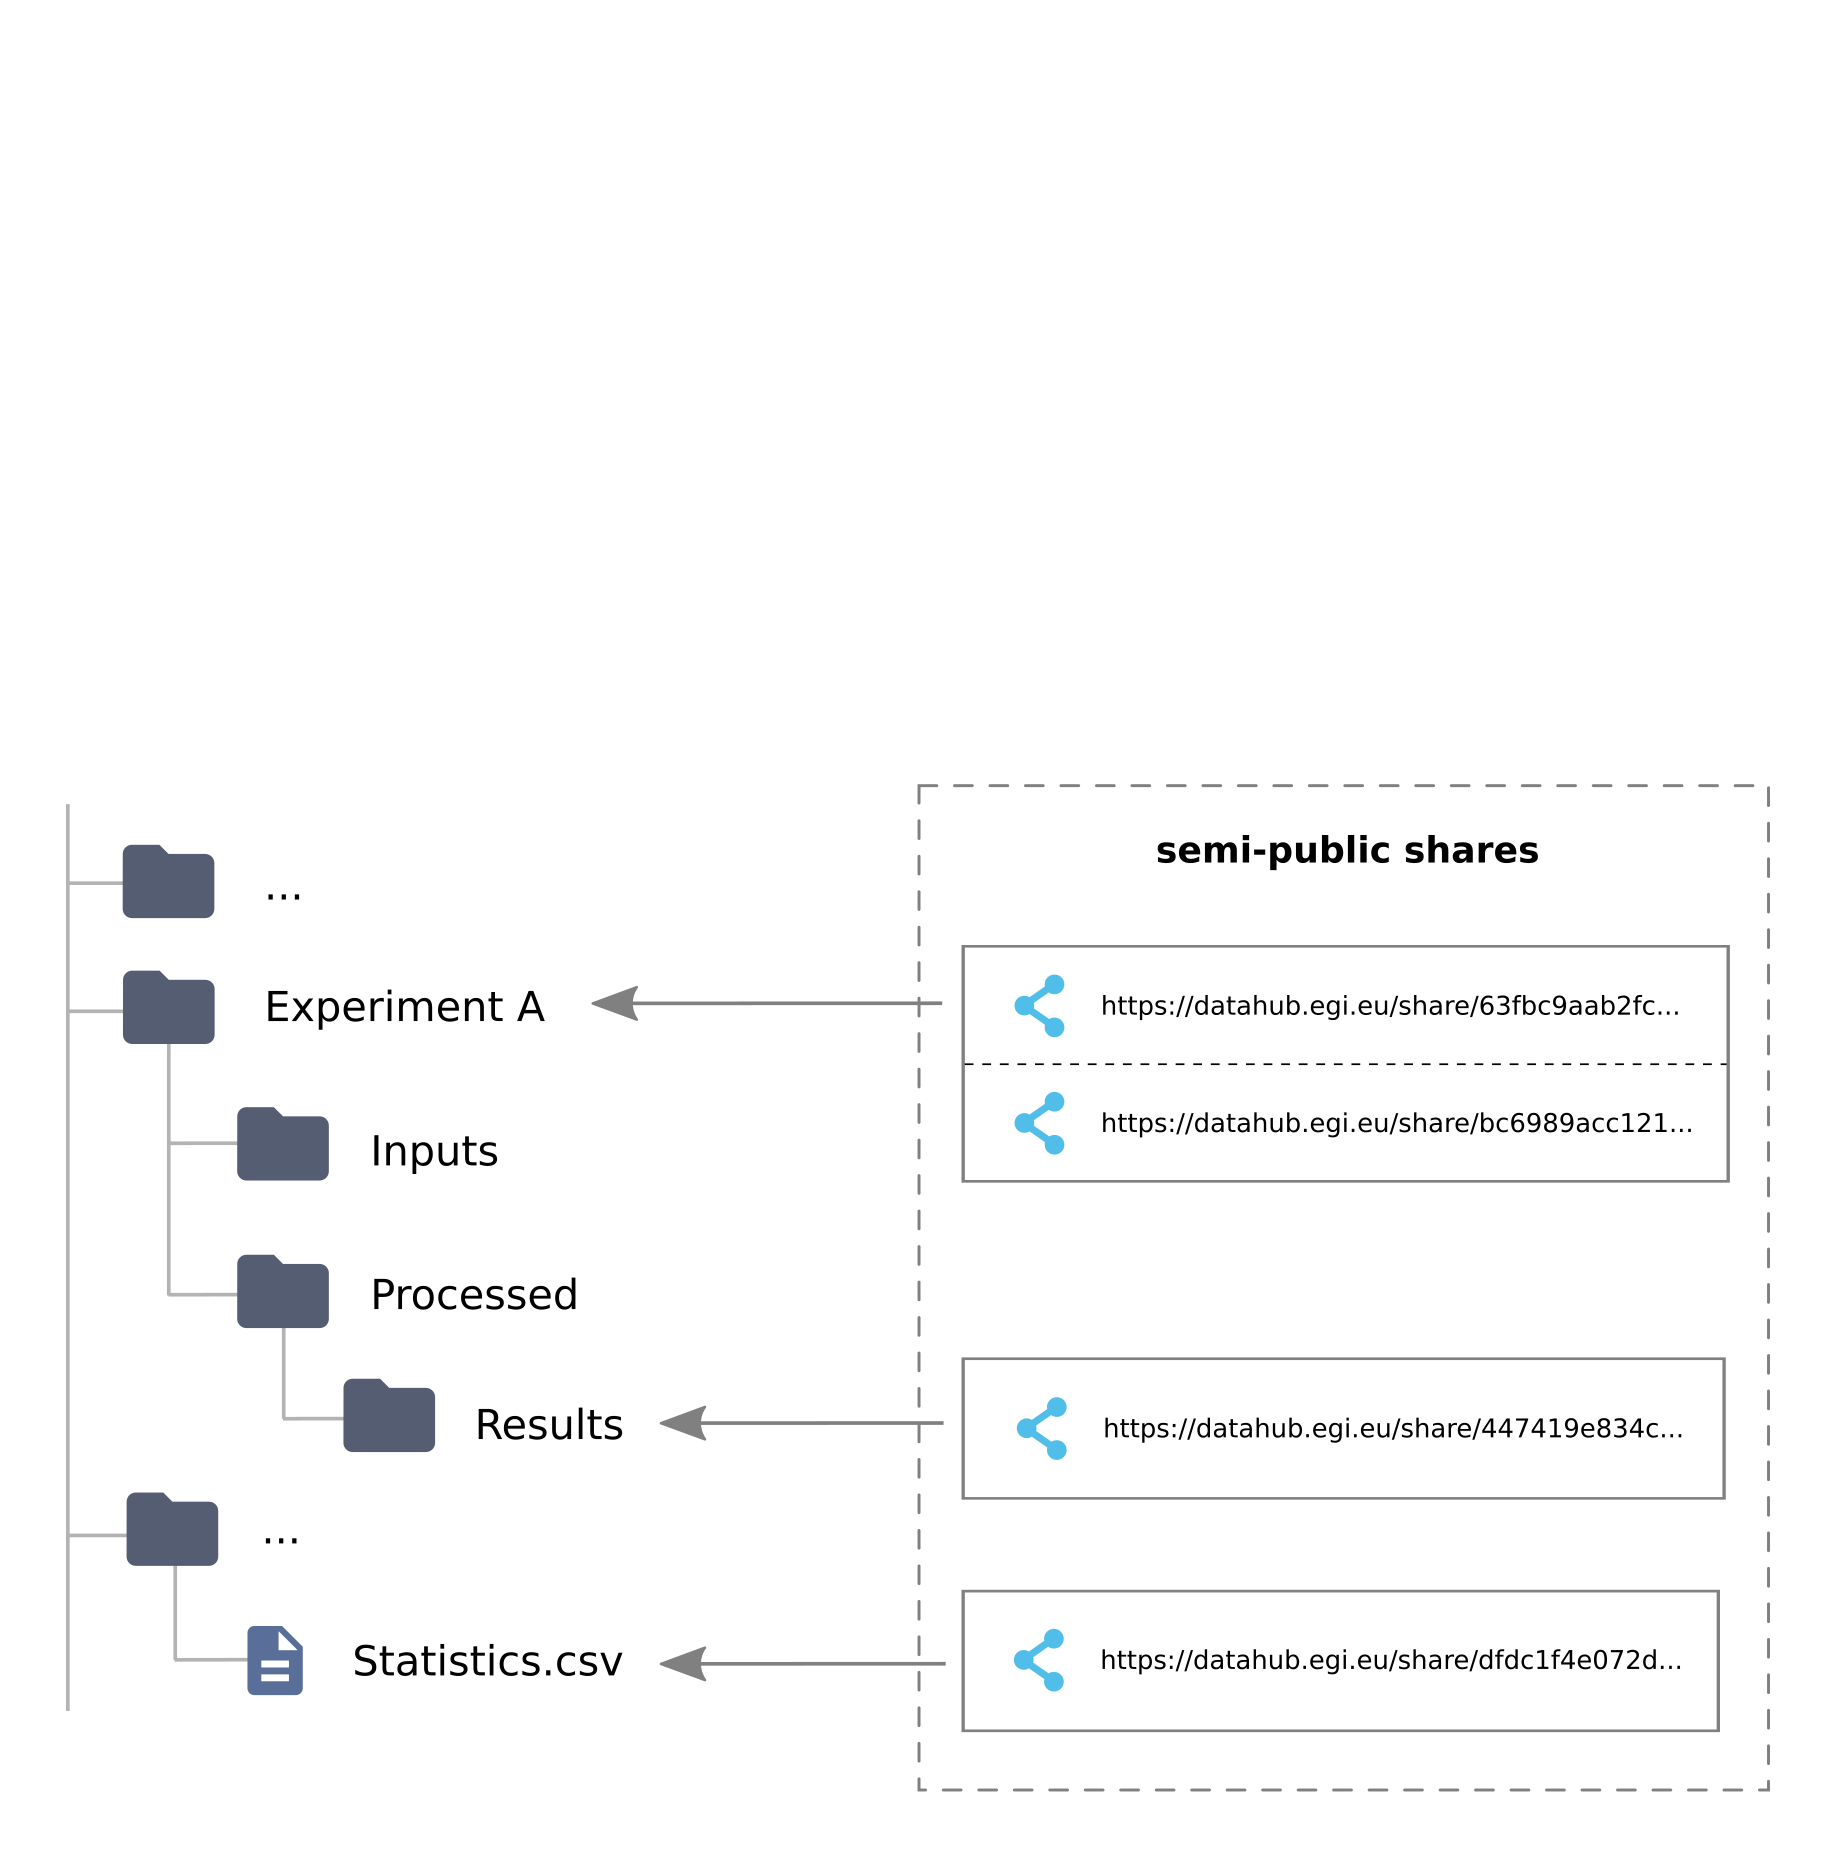 semi-public shares
...
Experiment A
https://datahub.egi.eu/share/63fbc9aab2fc...
https://datahub.egi.eu/share/bc6989acc121...
Inputs
Processed
Results
https://datahub.egi.eu/share/447419e834c...
...
Statistics.csv
https://datahub.egi.eu/share/dfdc1f4e072d...